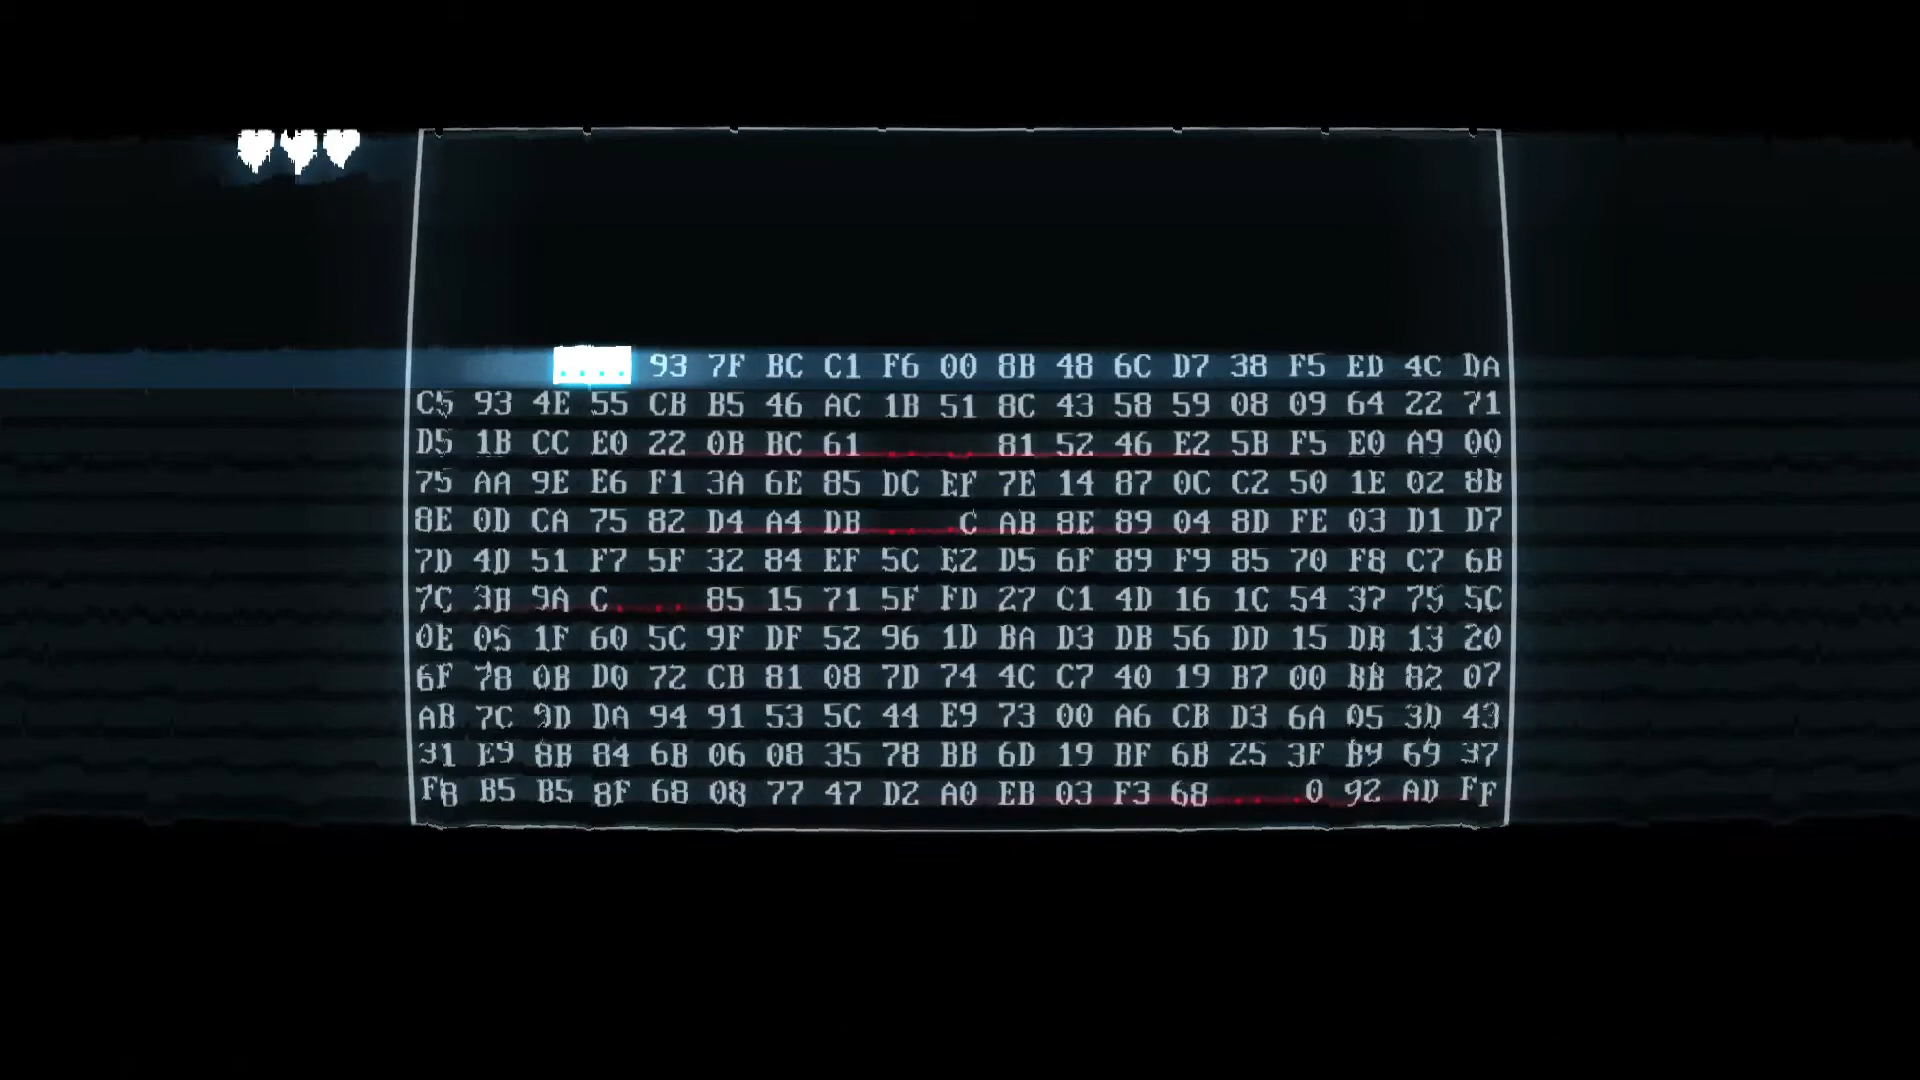 .... 93 7F BC C1 F6 00 8B 48 6C D7 38 F5 ED 4C DA
C5 93 4E 55 CB B5 46 AC 1B 51 8C 43 58 59 08 09 64 22 71
D5 1B CC E0 22 0B BC 61 .... 81 52 46 E2 5B F5 E0 A9 00
75 AA 9E E6 F1 3A 6E 85 DC EF 7E 14 87 0C C2 50 1E 02 8B
8E 0D CA 75 82 D4 A4 DB ....C AB 8E 89 04 8D FE 03 D1 D7
7D 4D 51 F7 5F 32 84 EF 5C E2 D5 6F 89 F9 85 70 F8 C7 6B
7C 3B 9A C.... 85 15 71 5F FD 27 C1 4D 16 1C 54 37 75 5C
0E 05 1F 60 5C 9F DF 52 96 1D BA D3 DB 56 DD 15 DB 13 20
6F 78 0B D0 72 CB 81 08 7D 74 4C C7 40 19 B7 00 BB 82 07
AB 7C 9D DA 94 91 53 5C 44 E9 73 00 A6 CB D3 6A 05 3D 43
31 E9 8B 84 6B 06 08 35 78 BB 6D 19 BF 6B 25 3F B9 69 37
F8 B5 B5 8F 68 08 77 47 D2 A0 EB 03 F3 68 ....0 92 AD FF